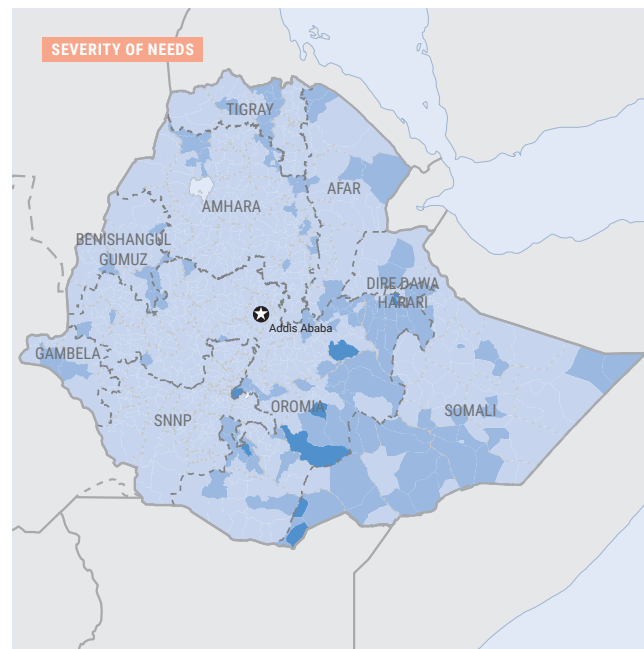 SEVERITY OF NEEDS
TIGRAY
AFAR
AMHARA
BENISHANGUL
GUMUZ
DIRE DAWA
HARARI
Addis Ababa
GAMBELA
SNNP
OROMIA
SOMALI